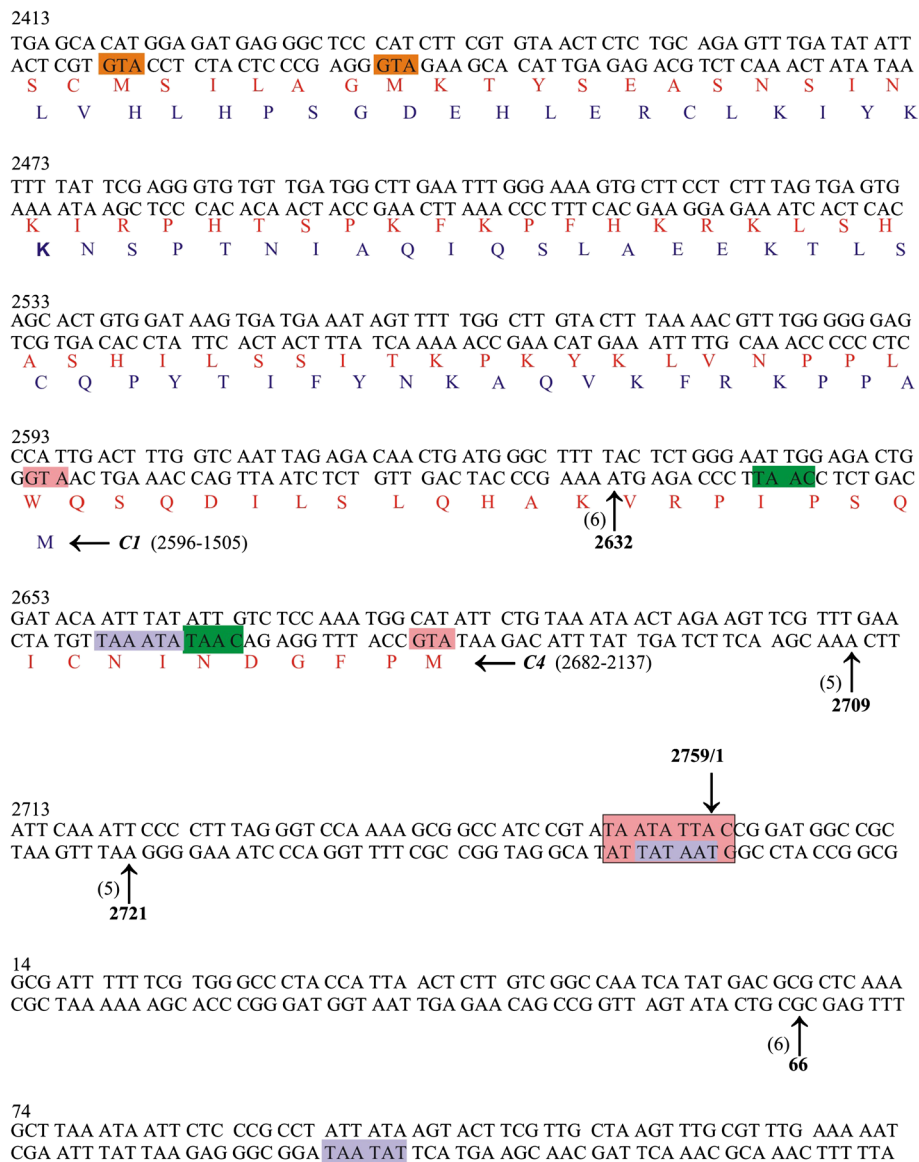 2413
TGA GCA CAT GGA GAT GAG GGC TCC CAT CTT CGT GTA ACT CTC TGC AGA GTT TGA TAT ATT
ACT CGT GTA CCT CTA CTC CCG AGG GTA GAA GCA CAT TGA GAG ACG TCT CAA ACT ATA TAA
S C M S I L A G M K T Y S E A S N S I N
L V H L H P S G D E H L E R C L K I Y K
2473
TTT TAT TCG AGG GTG TGT TGA TGG CTT GAA TTT GGG AAA GTG CTT CCT CTT TAG TGA GTG
AAA ATA AGC TCC CAC ACA ACT ACC GAA CTT AAA CCC TTT CAC GAA GGA GAA ATC ACT CAC
K I R P H T S P K F K P F H K R K L S H
K N S P T N I A Q I Q S L A E E K T L S
2533
AGC ACT GTG GAT AAG TGA TGA AAT AGT TTT TGG CTT GTA CTT TAA AAC GTT TGG GGG GAG
TCG TGA CAC CTA TTC ACT ACT TTA TCA AAA ACC GAA CAT GAA ATT TTG CAA ACC CCC CTC
A S H I L S S I T K P K Y K L V N P P L
C Q P Y T I F Y N K A Q V K F R K P P A
2593
CCA TTG ACT TTG GTC AAT TAG AGA CAA CTG ATG GGC TTT TAC TCT GGG AAT TGG AGA CTG
GGT AAC TGA AAC CAG TTA ATC TCT GTT GAC TAC CCG AAA ATG AGA CCC TTA ACC TCT GAC
W Q S Q D I L S L Q H A K V R P I P S Q
(6)
2632
M C1 (2596-1505)
2653
GAT ACA ATT TAT ATT GTC TCC AAA TGG CAT ATT CTG TAA ATA ACT AGA AGT TCG TTT GAA
CTA TGT TAA ATA TAA CAG AGG TTT ACC GTA TAA GAC ATT TAT TGA TCT TCA AGC AAA CTT
I C N I N D G F P M C4 (2682-2137)
(5)
2709
2759/1
2713
ATT CAA ATT CCC CTT TAG GGT CCA AAA GCG GCC ATC CGT ATA ATA TTA CCG GAT GGC CGC
TAA GTT TAA GGG GAA ATC CCA GGT TTT CGC CGG TAG GCA TAT TAT AAT GGC CTA CCG GCG
(5)
2721
14
GCG ATT TTT TCG TGG GCC CTA CCA TTA ACT CTT GTC GGC CAA TCA TAT GAC GCG CTC AAA
CGC TAA AAA AGC ACC CGG GAT GGT AAT TGA GAA CAG CCG GTT AGT ATA CTG CGC GAG TTT
(6)
66
74
GCT TAA ATA ATT CTC CCG CCT ATT ATA AGT ACT TCG TTG CTA AGT TTG CGT TTG AAA AAT
CGA ATT TAT TAA GAG GGC GGA TAA TAT TCA TGA AGC AAC GAT TCA AAC GCA AAC TTT TTA